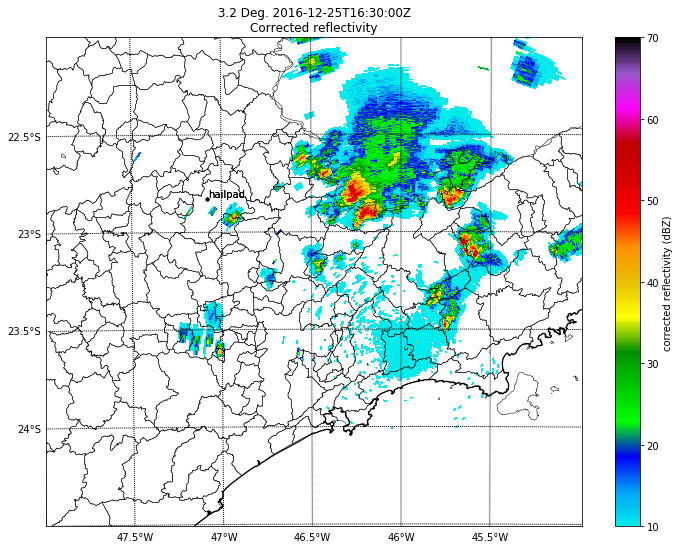 3.2 Deg. 2016-12-25T16:30:00Z
Corrected reflectivity
22.5°S
23°S
23.5°S
24°S
hailpad
47.5°W
47°W
46.5°W
46°W
45.5°W
70
60
50
40
30
20
10
corrected reflectivity (dBZ)